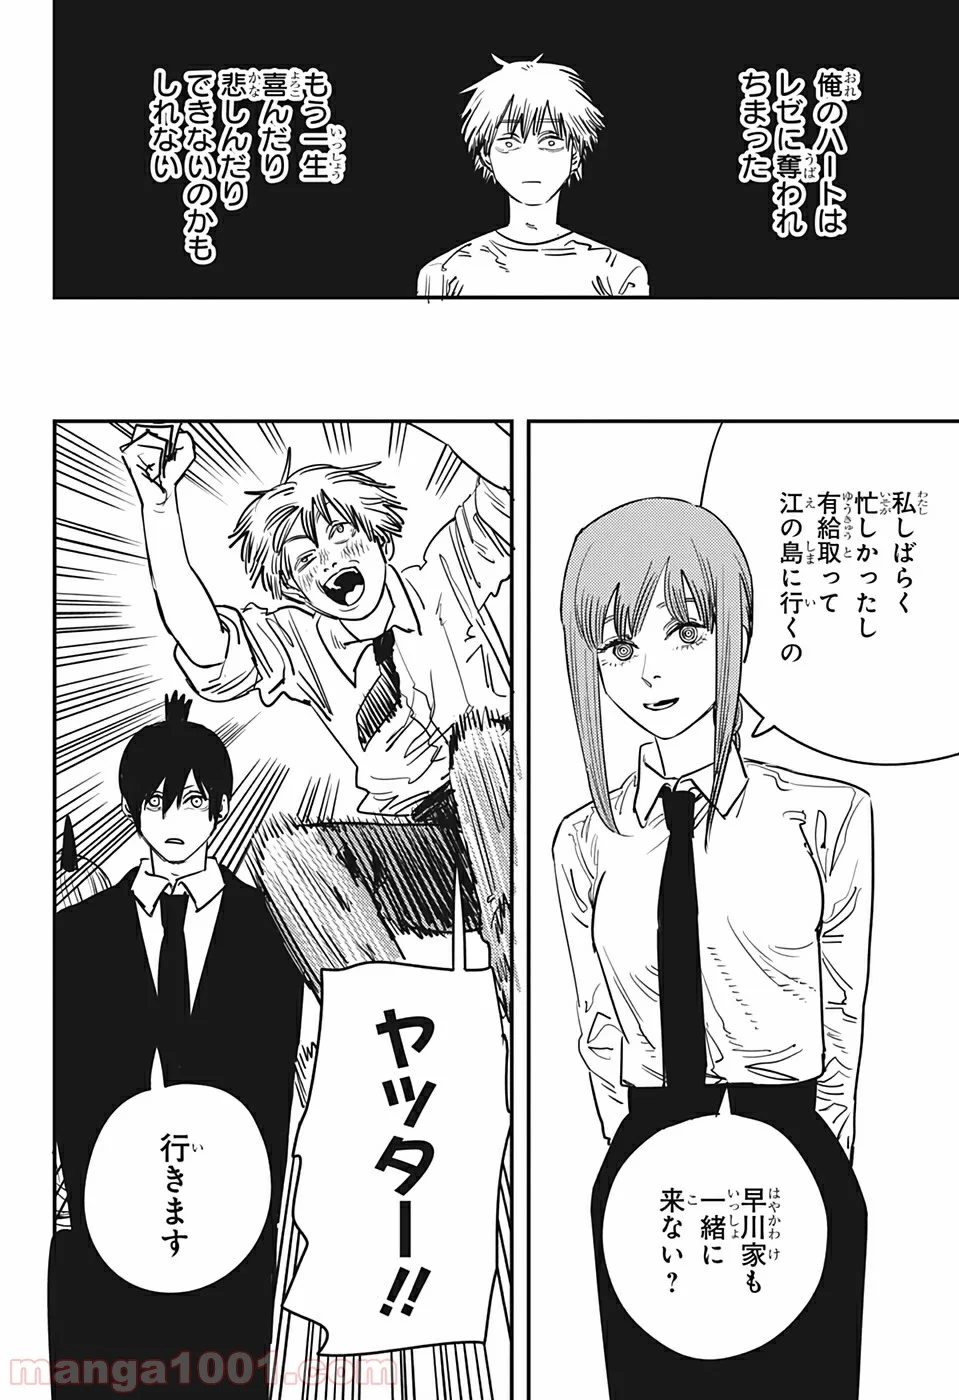 俺のハートは
レゼに奪われ
ちまった
もう一生
喜んだり
悲しんだり
できないのかも
しれない
私しばらく
忙しかったし
有給取って
江の島に行くの
早川家も
一緒に
来ない?
ヤッター!!
行きます
manga1001.com